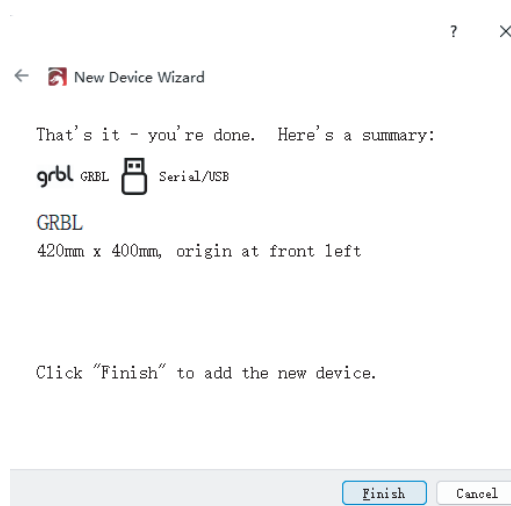 ?
New Device Wizard
That's it - you're done. Here's a summary:
grbl GRBL Serial/USB
GRBL
420mm x 400mm, origin at front left
Click "Finish" to add the new device.
Finish Cancel